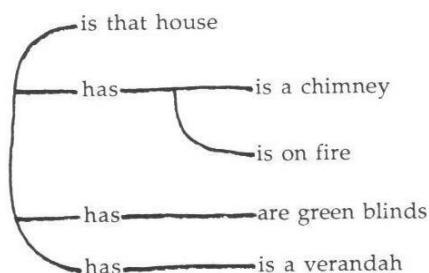 is that house
has is a chimney
is on fire
has are green blinds
has is a verandah